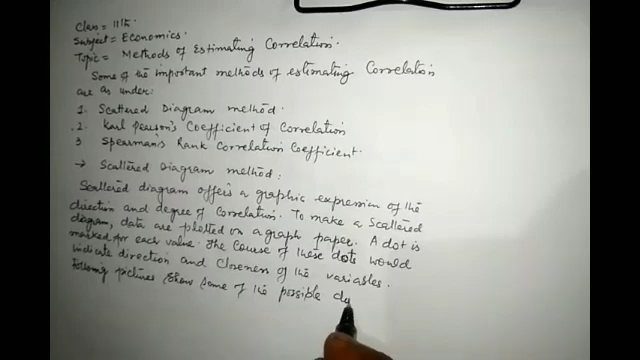 Class = 11th.
Subject = Economics.
Topic = Methods of Estimating Correlation.
Some of the important methods of estimating Correlation
are as under:
1. Scattered Diagram method.
2. Karl Pearson's Coefficient of Correlation
3 Spearman's Rank Correlation Coefficient.
→ Scattered Diagram method:
Scattered diagram offers a graphic expression of the
direction and degree of Correlation. To make a Scattered
diagram, data are plotted on a graph paper. A dot is
marked for each value. The Course of these dots would
indicate direction and Closeness of the variables.
Following pictures Show Some of the possible